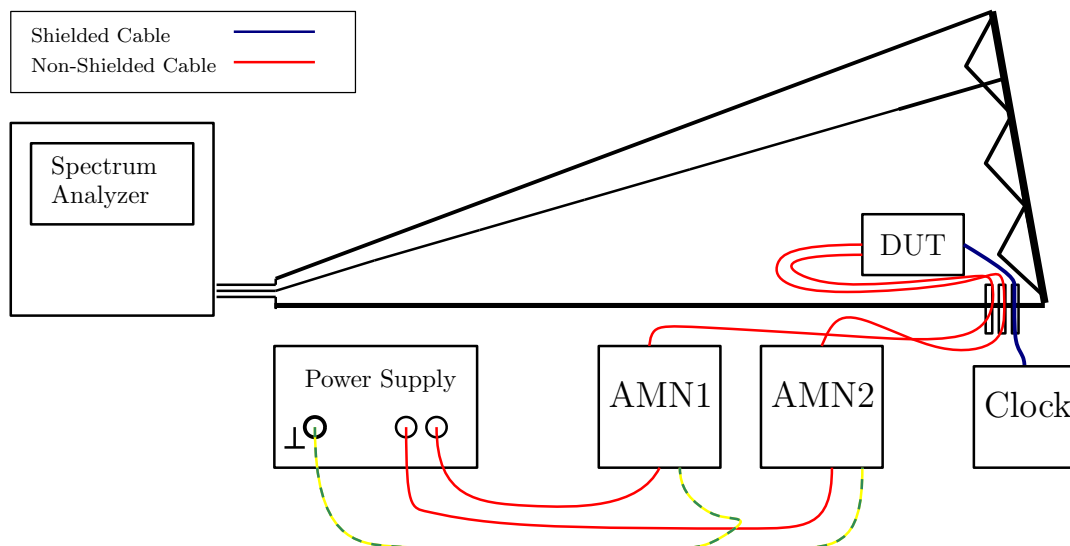 Shielded Cable
Non-Shielded Cable
Spectrum
Analyzer
DUT
Power Supply
AMN1
AMN2
Clock